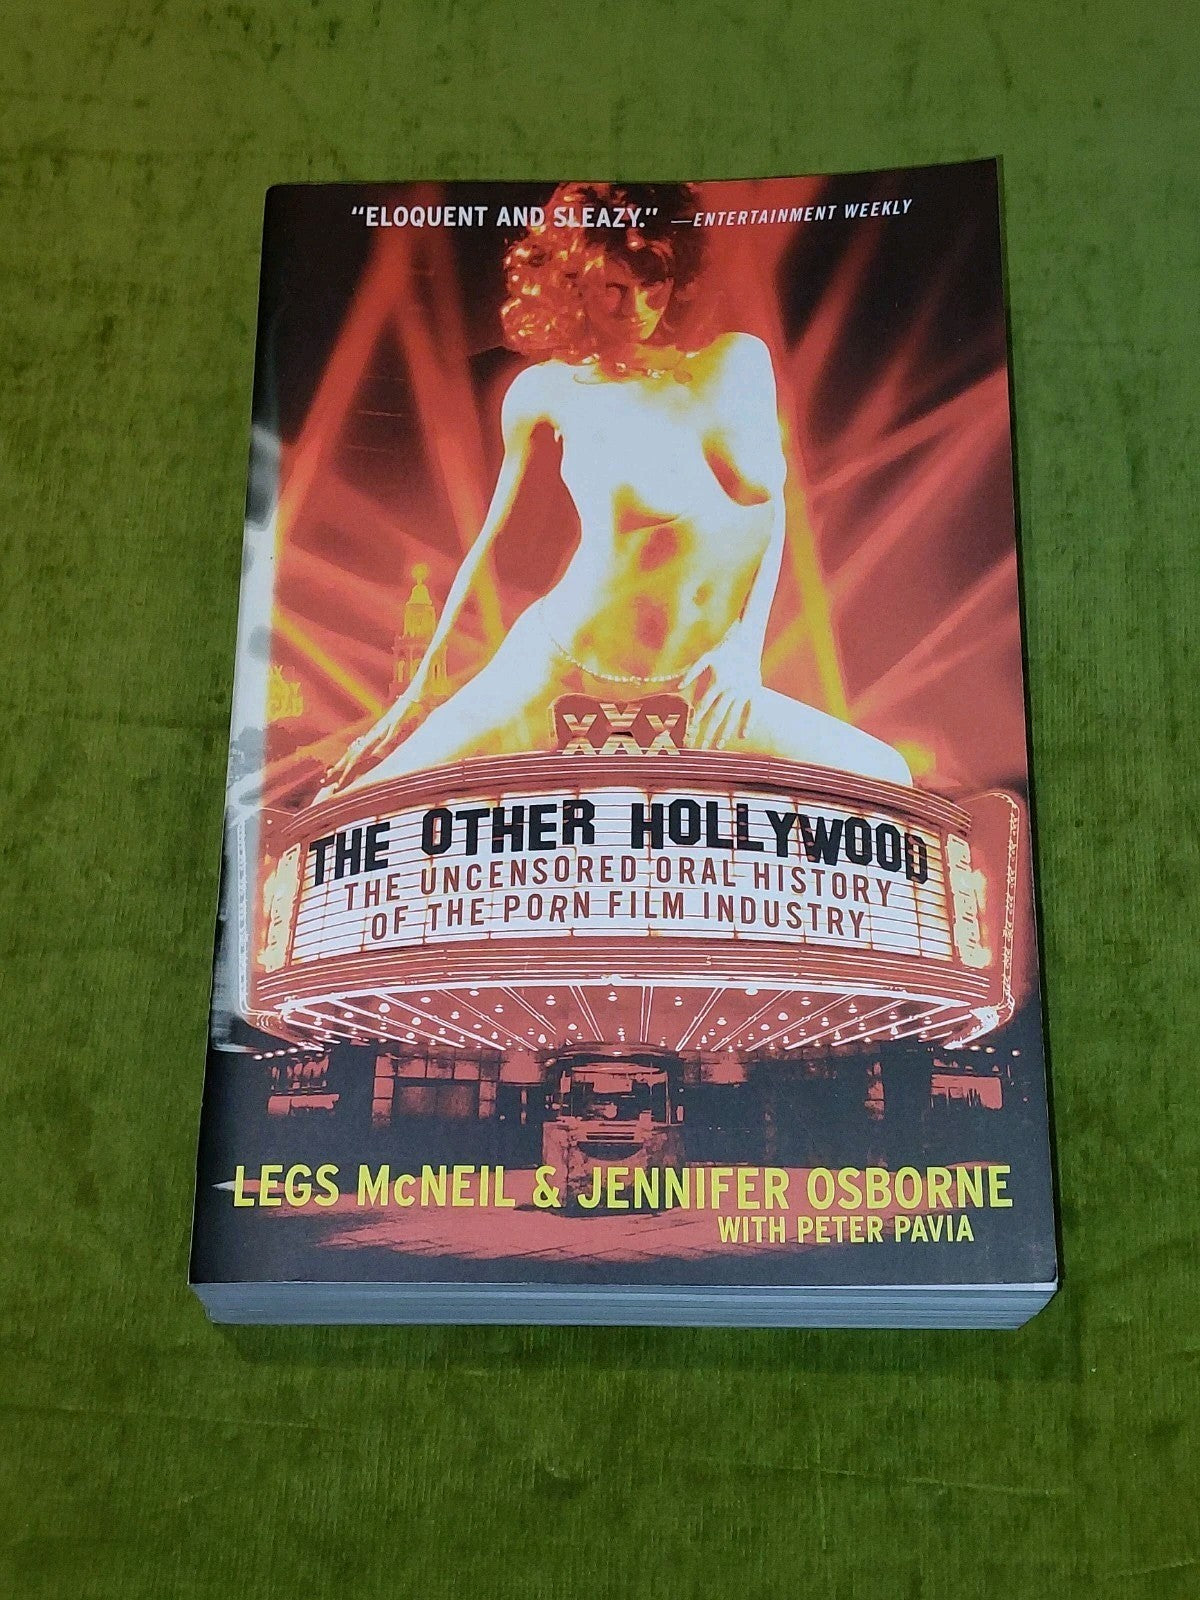 "ELOQUENT AND SLEAZY." —ENTERTAINMENT WEEKLY
XXX
THE OTHER HOLLYWOOD
THE UNCENSORED ORAL HISTORY
OF THE PORN FILM INDUSTRY
LEGS McNEIL & JENNIFER OSBORNE
WITH PETER PAVIA